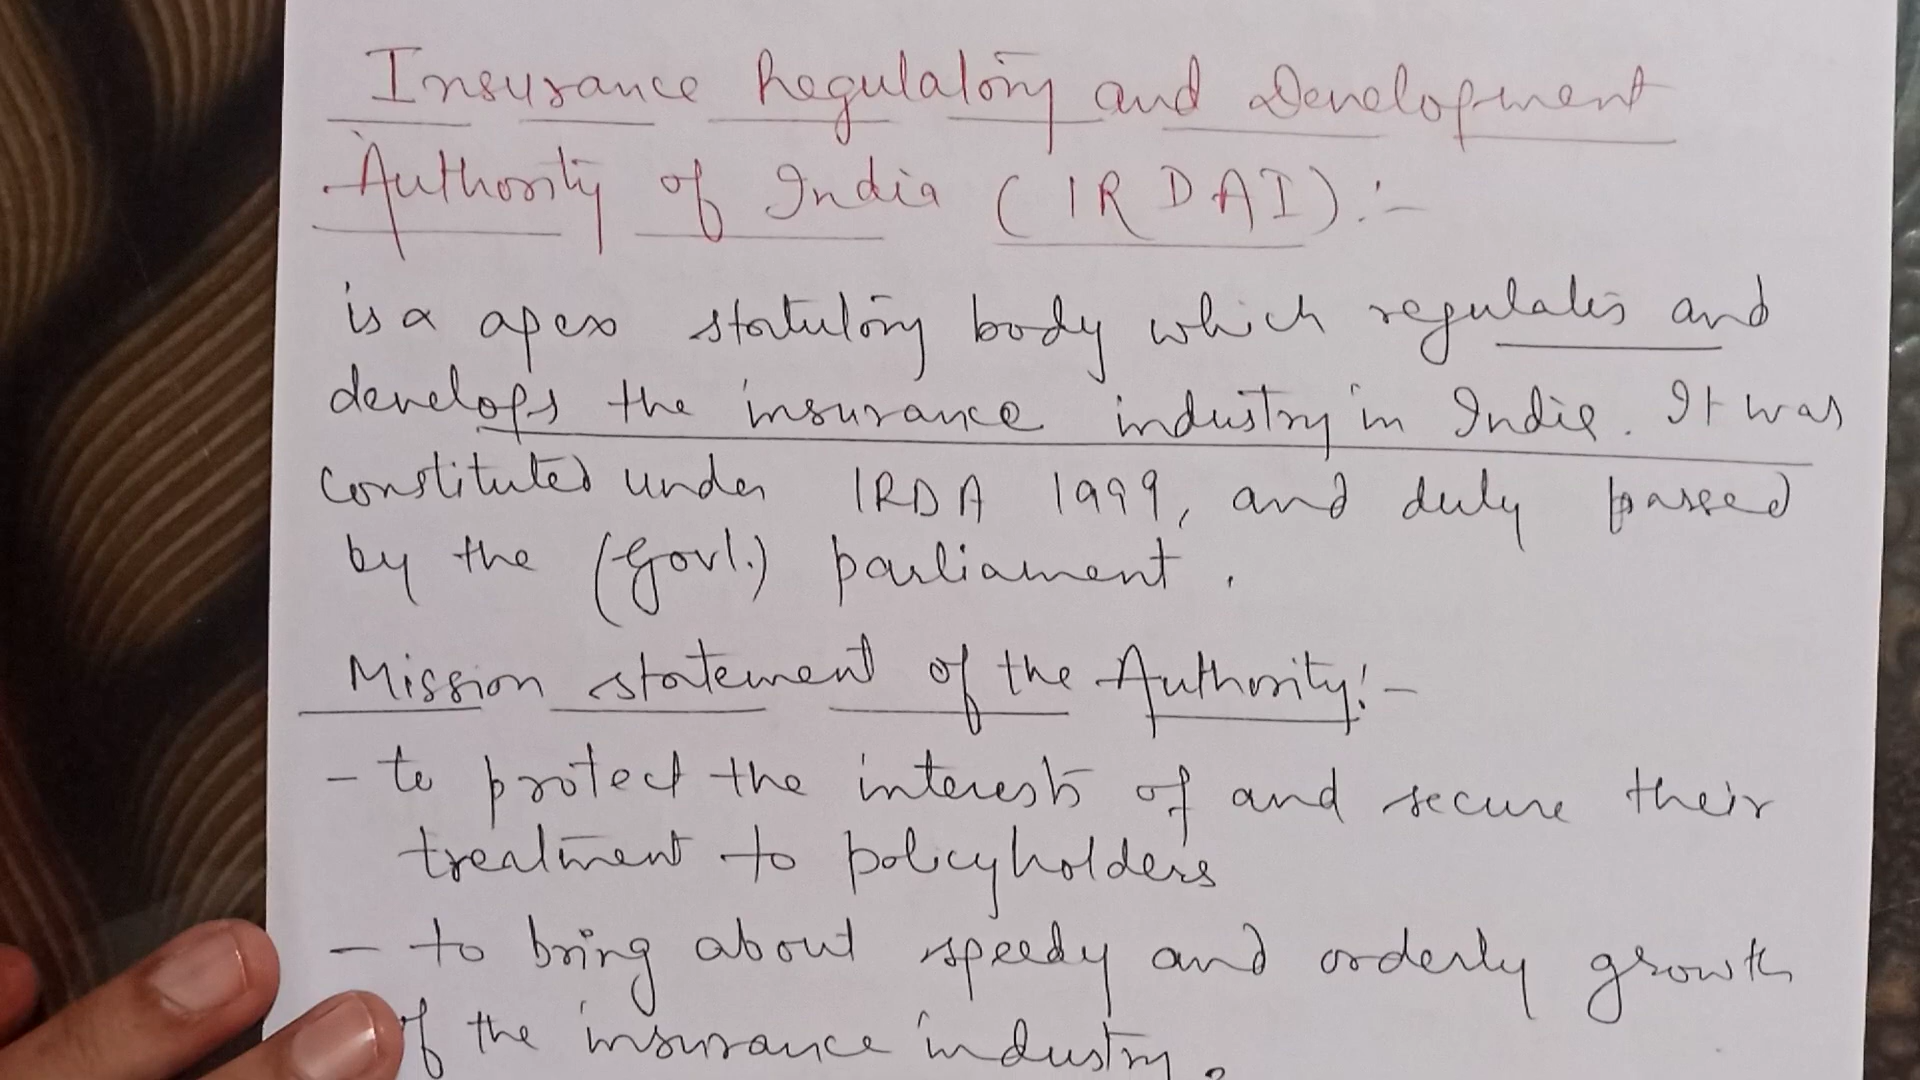 Insurance Regulatory and Development
Authority of India (IRDAI):-
is a apex statutory body which regulates and
develops the insurance industry in India. It was
constituted under IRDA 1999, and duly passed
by the (Govt.) parliament.
Mission statement of the Authority:-
- to protect the interests of and secure their
treatment to policyholders
- to bring about speedy and orderly growth
of the insurance industry.